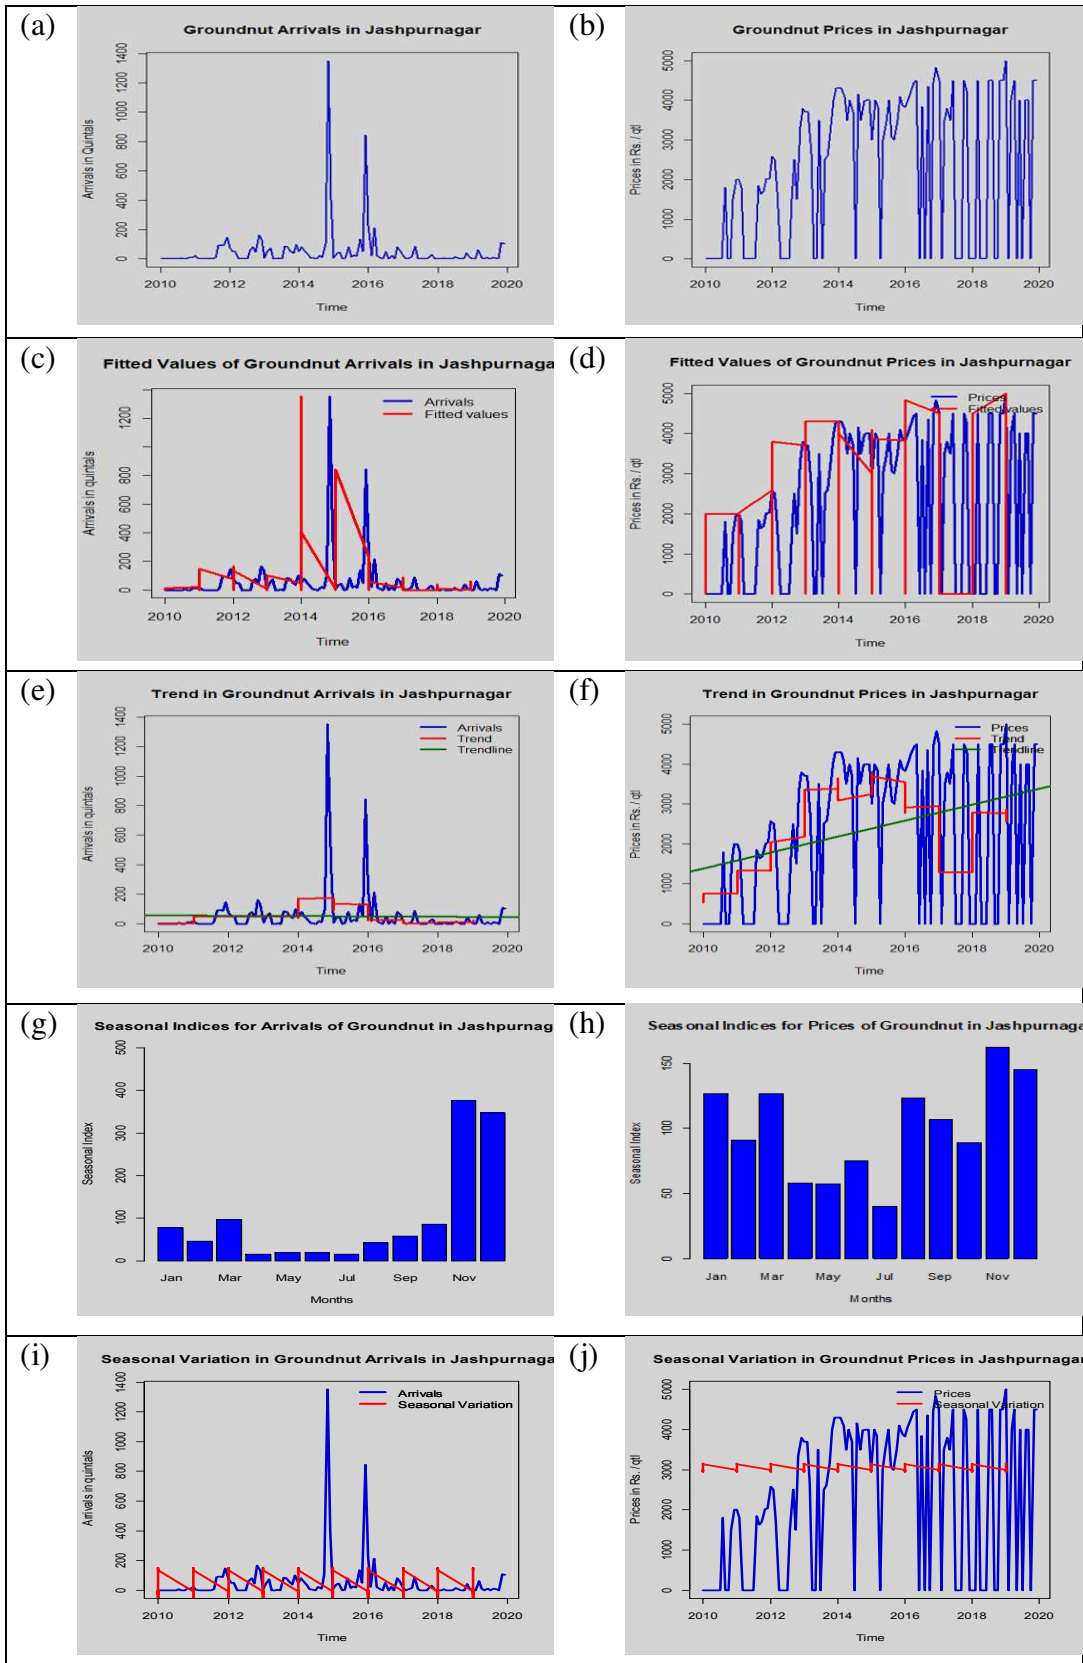 (a)
Groundnut Arrivals in Jashpurnagar
Arrivals in Quintals
0 200 400 600 800 1000 1200 1400
2010 2012 2014 2016 2018 2020
Time
(b)
Groundnut Prices in Jashpurnagar
Prices in Rs. / qtl
0 1000 2000 3000 4000 5000
2010 2012 2014 2016 2018 2020
Time
(c)
Fitted Values of Groundnut Arrivals in Jashpurnagar
Arrivals
Fitted values
Arrivals in quintals
0 200 400 600 800 1200
2010 2012 2014 2016 2018 2020
Time
(d)
Fitted Values of Groundnut Prices in Jashpurnagar
Prices
Fitted values
Prices in Rs. / qtl
0 1000 2000 3000 4000 5000
2010 2012 2014 2016 2018 2020
Time
(e)
Trend in Groundnut Arrivals in Jashpurnagar
Arrivals
Trend
Trendline
Arrivals in quintals
0 200 400 600 800 1000 1200 1400
2010 2012 2014 2016 2018 2020
Time
(f)
Trend in Groundnut Prices in Jashpurnagar
Prices
Trend
Trendline
Prices in Rs. / qtl
0 1000 2000 3000 4000 5000
2010 2012 2014 2016 2018 2020
Time
(g)
Seasonal Indices for Arrivals of Groundnut in Jashpurnag
Seasonal Index
0 100 200 300 400 500
Jan Mar May Jul Sep Nov
Months
(h)
Seasonal Indices for Prices of Groundnut in Jashpurnaga
Seasonal Index
0 50 100 150
Jan Mar May Jul Sep Nov
Months
(i)
Seasonal Variation in Groundnut Arrivals in Jashpurnaga
Arrivals
Seasonal Variation
Arrivals in quintals
0 200 400 600 800 1000 1200 1400
2010 2012 2014 2016 2018 2020
Time
(j)
Seasonal Variation in Groundnut Prices in Jashpurnagar
Prices
Seasonal Variation
Prices in Rs. / qtl
0 1000 2000 3000 4000 5000
2010 2012 2014 2016 2018 2020
Time